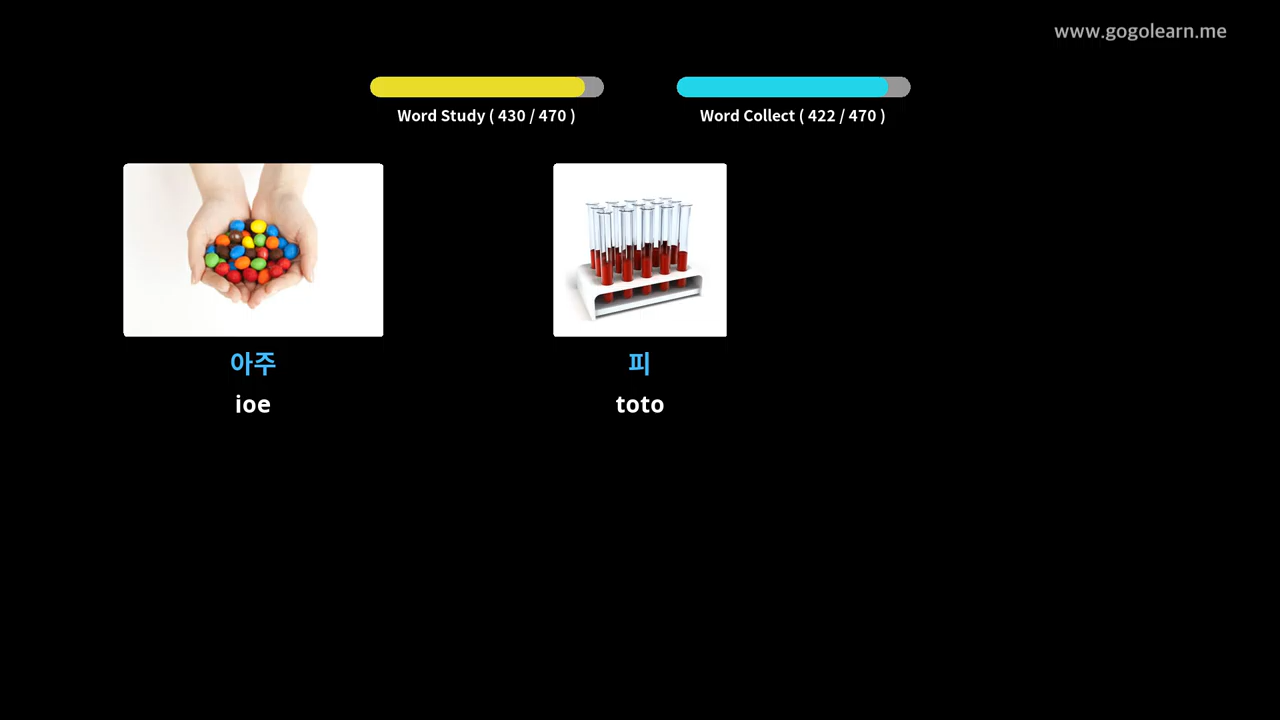 www.gogolearn.me
Word Study ( 430 / 470 )
Word Collect ( 422 / 470 )
아주
ioe
피
toto